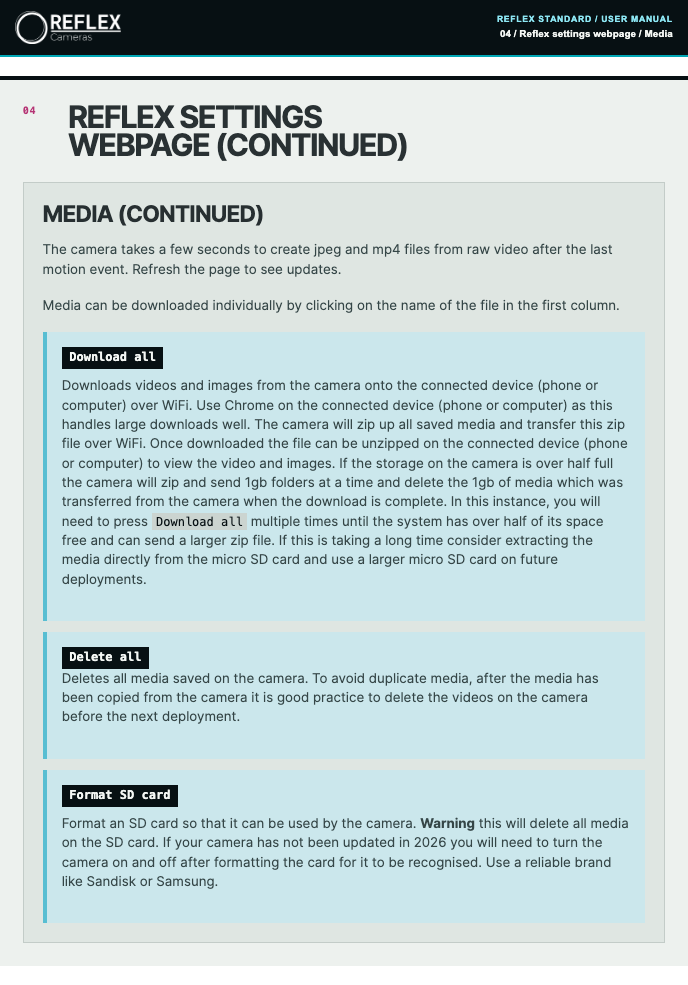 REFLEX
Cameras
REFLEX STANDARD / USER MANUAL
04 / Reflex settings webpage / Media
04
REFLEX SETTINGS
WEBPAGE (CONTINUED)
MEDIA (CONTINUED)
The camera takes a few seconds to create jpeg and mp4 files from raw video after the last
motion event. Refresh the page to see updates.
Media can be downloaded individually by clicking on the name of the file in the first column.
Download all
Downloads videos and images from the camera onto the connected device (phone or
computer) over WiFi. Use Chrome on the connected device (phone or computer) as this
handles large downloads well. The camera will zip up all saved media and transfer this zip
file over WiFi. Once downloaded the file can be unzipped on the connected device (phone
or computer) to view the video and images. If the storage on the camera is over half full
the camera will zip and send 1gb folders at a time and delete the 1gb of media which was
transferred from the camera when the download is complete. In this instance, you will
need to press Download all multiple times until the system has over half of its space
free and can send a larger zip file. If this is taking a long time consider extracting the
media directly from the micro SD card and use a larger micro SD card on future
deployments.
Delete all
Deletes all media saved on the camera. To avoid duplicate media, after the media has
been copied from the camera it is good practice to delete the videos on the camera
before the next deployment.
Format SD card
Format an SD card so that it can be used by the camera. Warning this will delete all media
on the SD card. If your camera has not been updated in 2026 you will need to turn the
camera on and off after formatting the card for it to be recognised. Use a reliable brand
like Sandisk or Samsung.